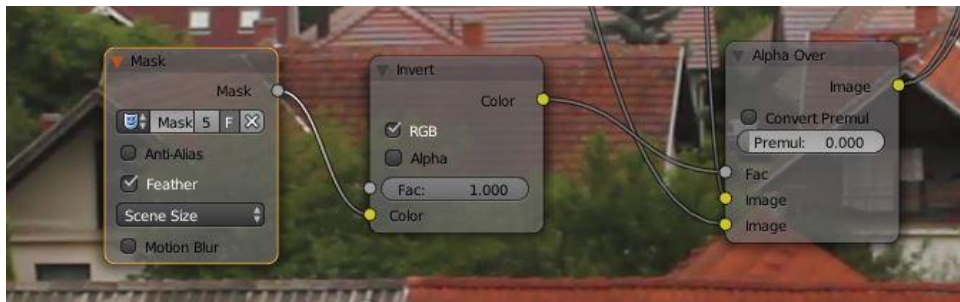 Mask
Mask
Mask 5 F
Anti-Alias
Feather
Scene Size
Motion Blur
Invert
Color
RGB
Alpha
Fac: 1.000
Color
Alpha Over
Image
Convert Premul
Premul: 0.000
Fac
Image
Image